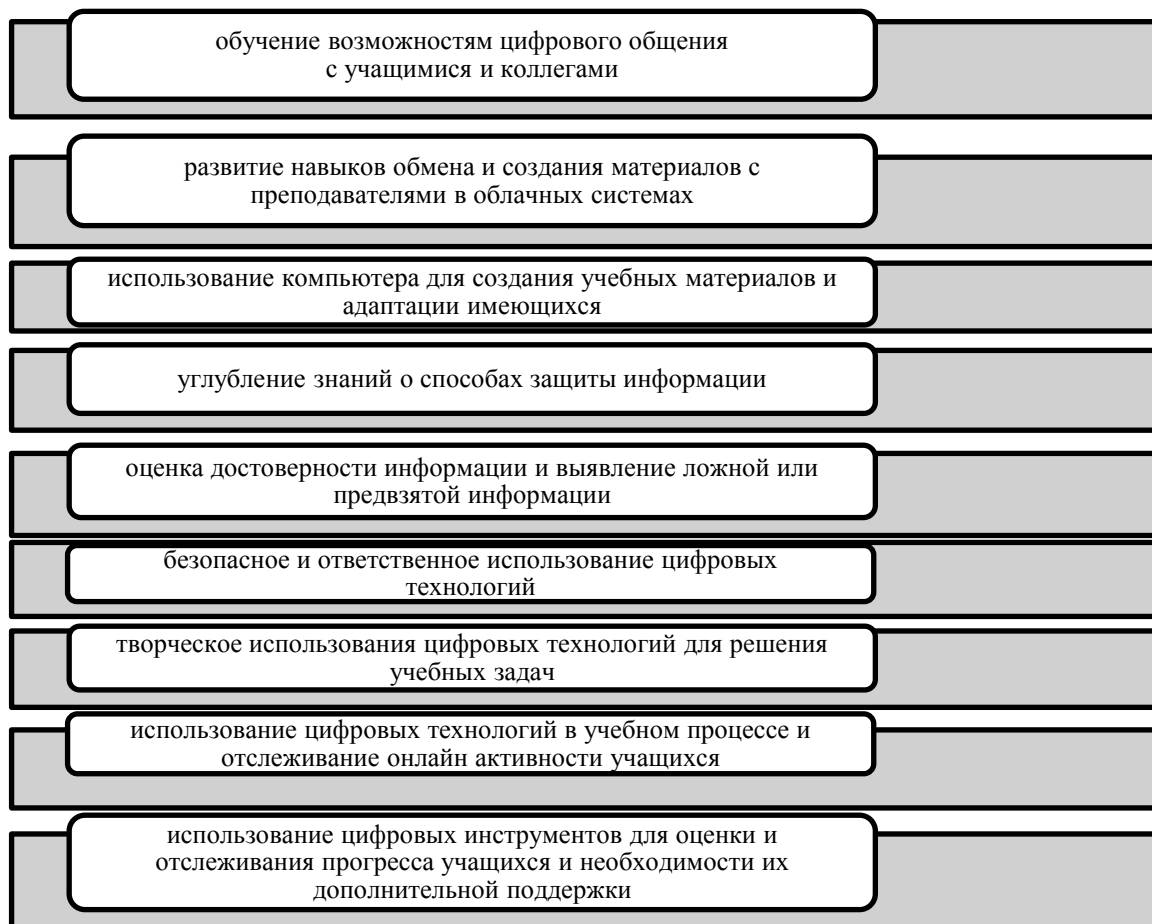 обучение возможностям цифрового общения
с учащимися и коллегами
развитие навыков обмена и создания материалов с
преподавателями в облачных системах
использование компьютера для создания учебных материалов и
адаптации имеющихся
углубление знаний о способах защиты информации
оценка достоверности информации и выявление ложной или
предвзятой информации
безопасное и ответственное использование цифровых
технологий
творческое использования цифровых технологий для решения
учебных задач
использование цифровых технологий в учебном процессе и
отслеживание онлайн активности учащихся
использование цифровых инструментов для оценки и
отслеживания прогресса учащихся и необходимости их
дополнительной поддержки